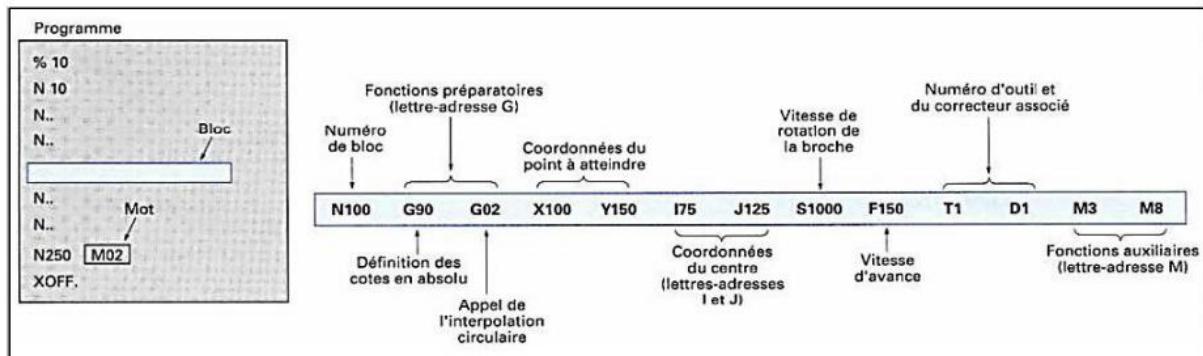 Programme
% 10
N 10
N..
N..
Bloc
N..
Mot
N..
N250 M02
XOFF.
Fonctions préparatoires
(lettre-adresse G)
Numéro
de bloc
Coordonnées du
point à atteindre
Vitesse de
rotation de
la broche
Numéro d'outil et
du correcteur associé
N100 G90 G02 X100 Y150 I75 J125 S1000 F150 T1 D1 M3 M8
Définition des
cotes en absolu
Appel de
l'interpolation
circulaire
Coordonnées
du centre
(lettres-adresses
I et J)
Vitesse
d'avance
Fonctions auxiliaires
(lettre-adresse M)